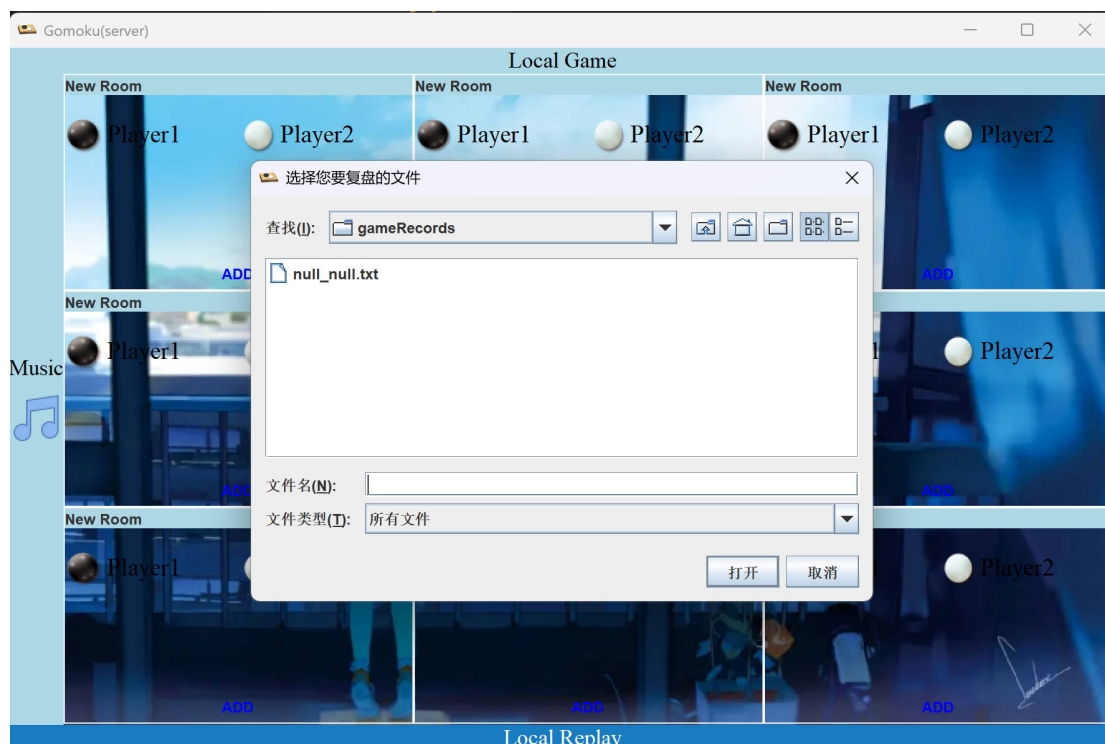 Gomoku(server)
Local Game
New Room New Room New Room
Player1 Player2 Player1 Player2 Player1 Player2
选择您要复盘的文件
查找(I): gameRecords
null_null.txt
ADD ADD
New Room
Player1 Player2
Music
文件名(N):
ADD ADD
文件类型(T): 所有文件
New Room
打开 取消
Player1 Player2
ADD ADD ADD
Local Replay